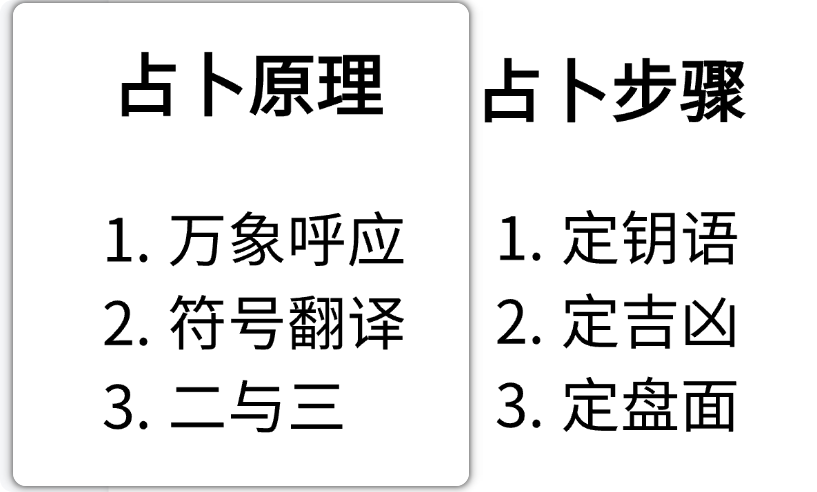 占卜原理
1. 万象呼应
2. 符号翻译
3. 二与三
占卜步骤
1. 定钥语
2. 定吉凶
3. 定盘面